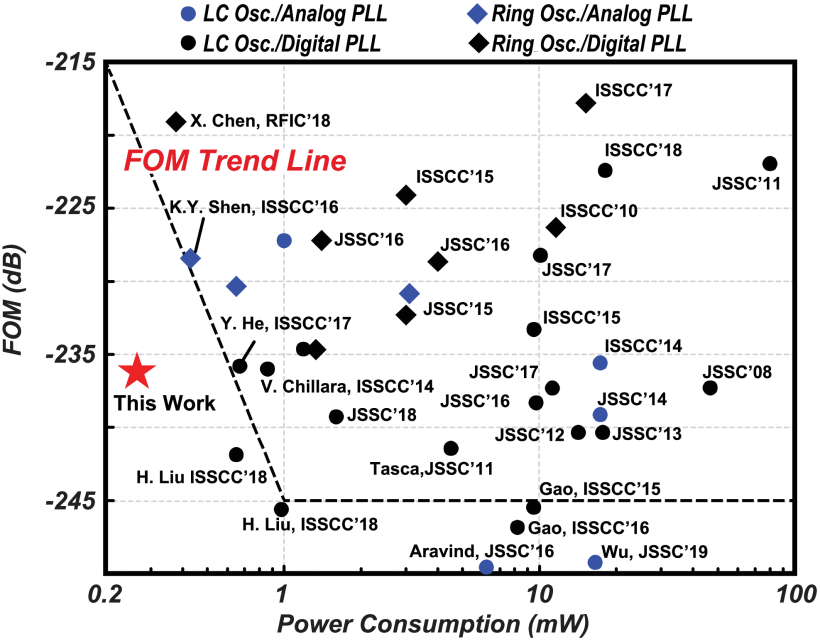 LC Osc./Analog PLL
Ring Osc./Analog PLL
LC Osc./Digital PLL
Ring Osc./Digital PLL
-215
ISSCC'17
X. Chen, RFIC'18
FOM Trend Line
ISSCC'18
JSSC'11
ISSCC'15
-225
K.Y. Shen, ISSCC'16
ISSCC'10
JSSC'16
JSSC'16
JSSC'17
FOM (dB)
JSSC'15
Y. He, ISSCC'17
ISSCC'15
ISSCC'14
-235
V. Chillara, ISSCC'14
JSSC'17
JSSC'08
This Work
JSSC'16
JSSC'14
JSSC'18
JSSC'12
JSSC'13
H. Liu ISSCC'18
Tasca,JSSC'11
-245
Gao, ISSCC'15
H. Liu, ISSCC'18
Gao, ISSCC'16
Aravind, JSSC'16
Wu, JSSC'19
0.2
1
10
100
Power Consumption (mW)